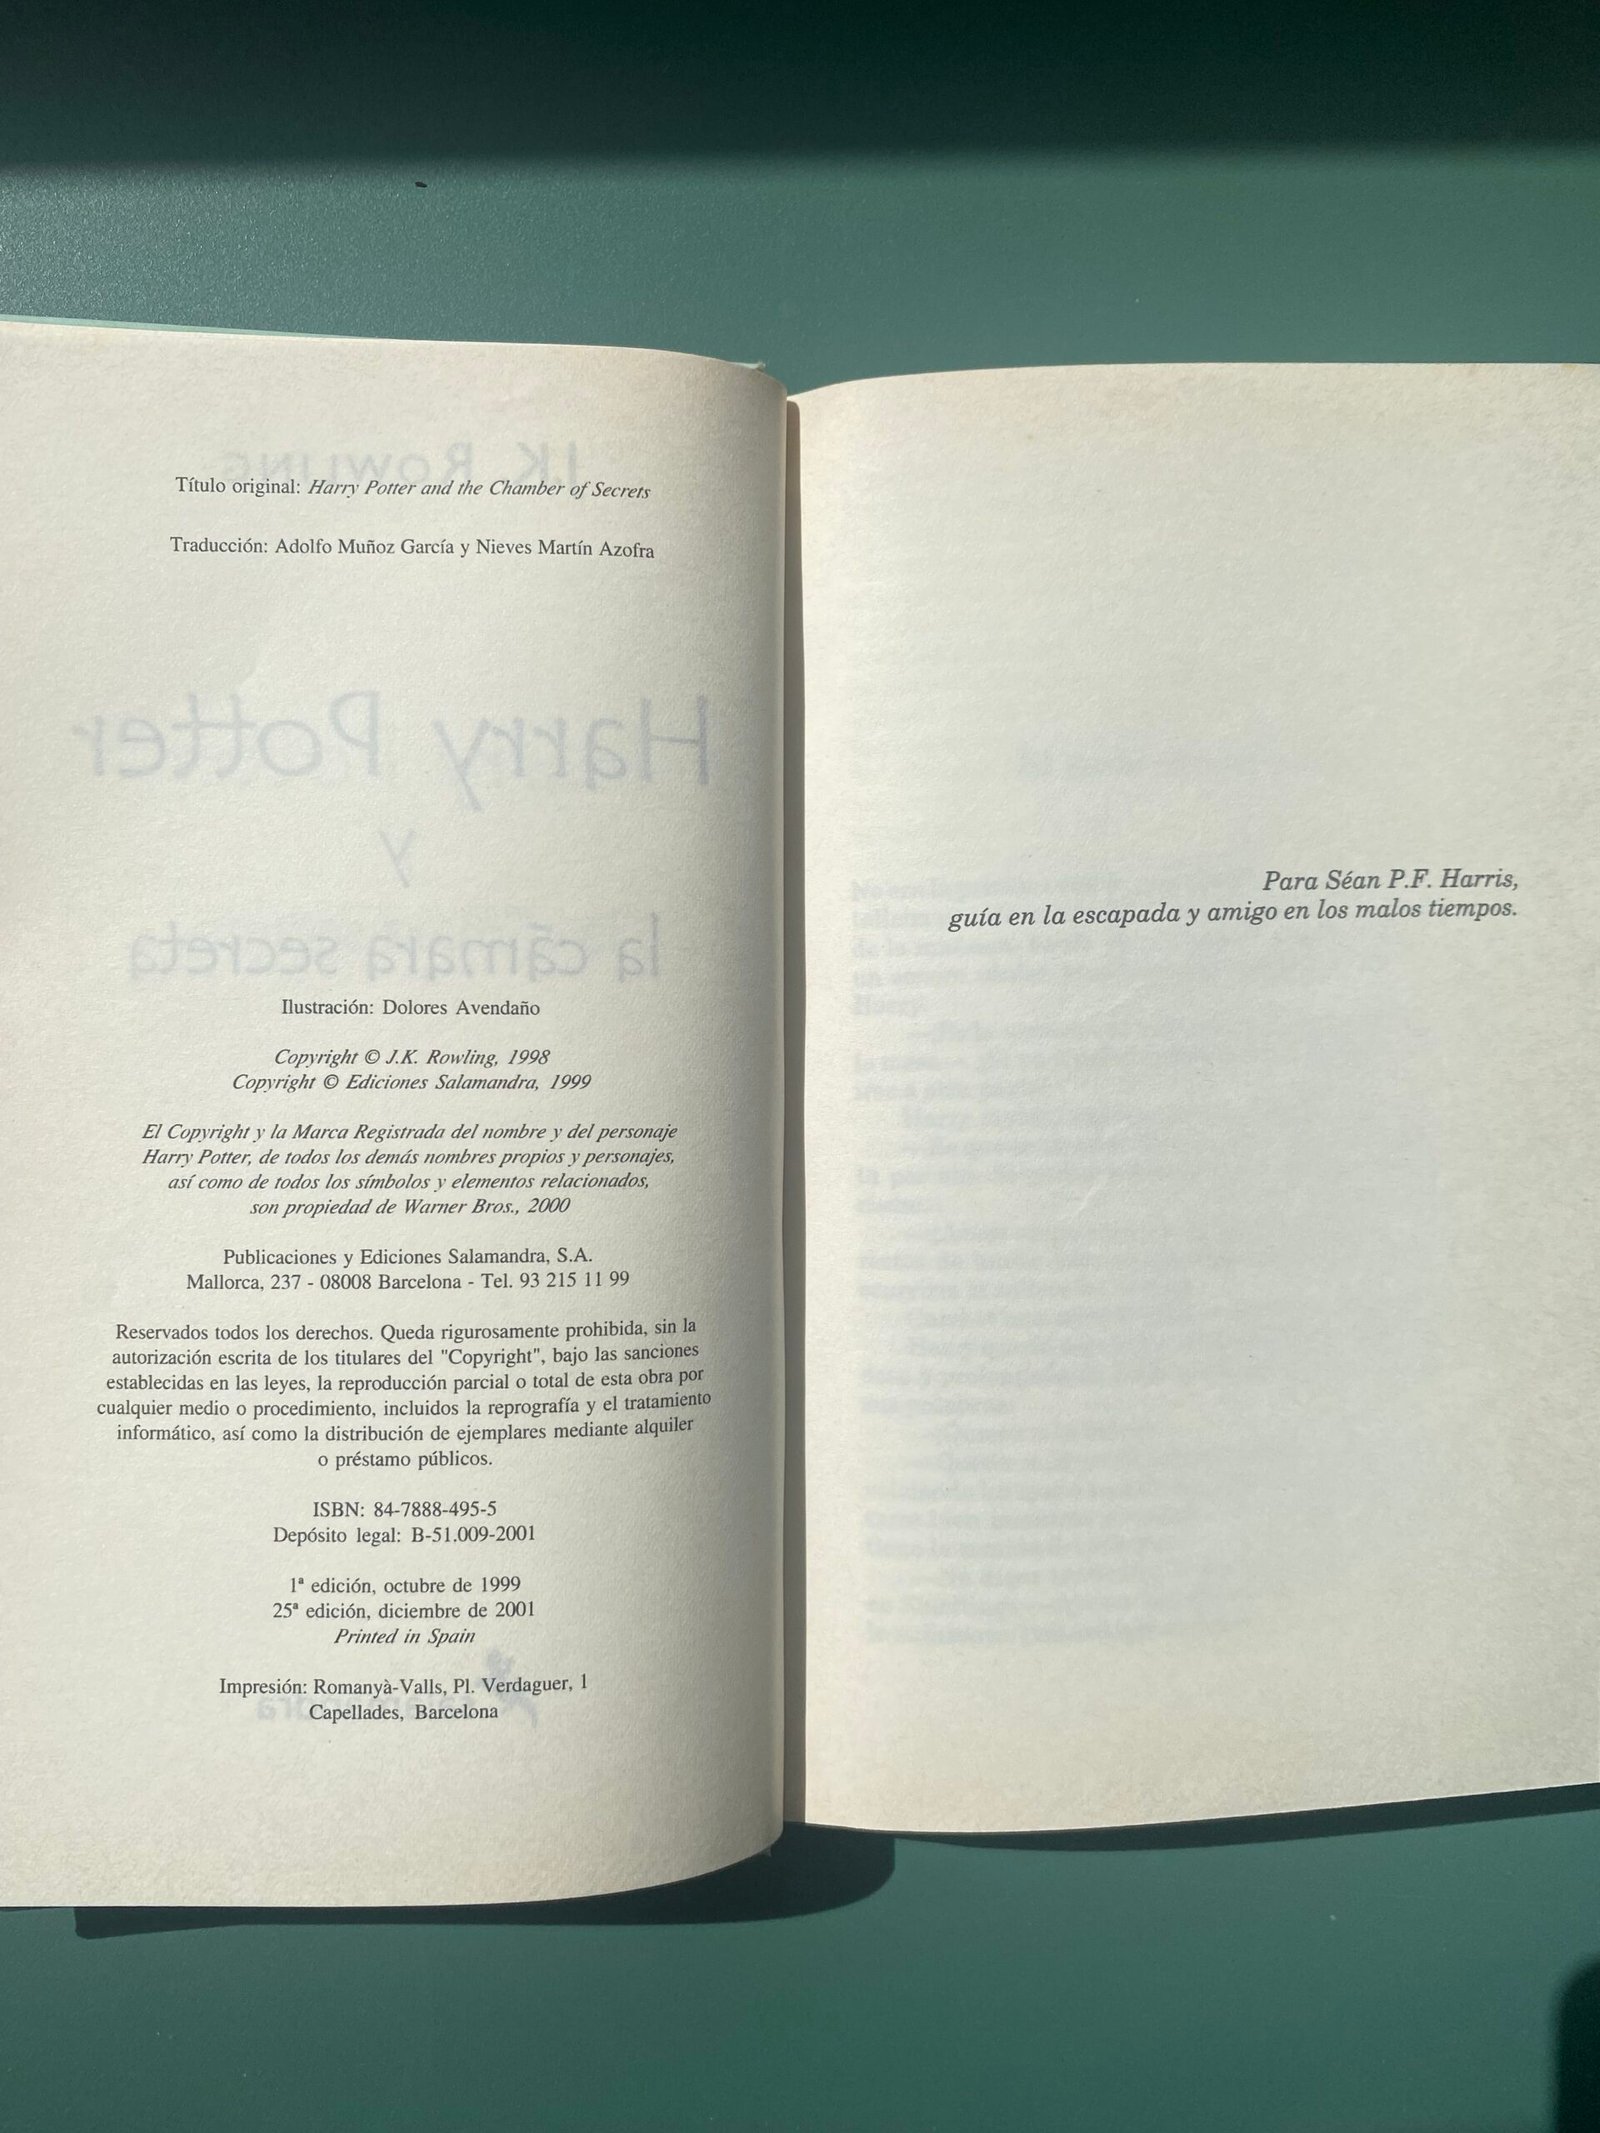 Título original: Harry Potter and the Chamber of Secrets
Traducción: Adolfo Muñoz García y Nieves Martín Azofra
Ilustración: Dolores Avendaño
Copyright © J.K. Rowling, 1998
Copyright © Ediciones Salamandra, 1999
El Copyright y la Marca Registrada del nombre y del personaje
Harry Potter, de todos los demás nombres propios y personajes,
así como de todos los símbolos y elementos relacionados,
son propiedad de Warner Bros., 2000
Publicaciones y Ediciones Salamandra, S.A.
Mallorca, 237 - 08008 Barcelona - Tel. 93 215 11 99
Reservados todos los derechos. Queda rigurosamente prohibida, sin la
autorización escrita de los titulares del "Copyright", bajo las sanciones
establecidas en las leyes, la reproducción parcial o total de esta obra por
cualquier medio o procedimiento, incluidos la reprografía y el tratamiento
informático, así como la distribución de ejemplares mediante alquiler
o préstamo públicos.
ISBN: 84-7888-495-5
Depósito legal: B-51.009-2001
1ª edición, octubre de 1999
25ª edición, diciembre de 2001
Printed in Spain
Impresión: Romanyà-Valls, Pl. Verdaguer, 1
Capellades, Barcelona
J.K. ROWLING
Harry Potter
y
la cámara secreta
salamandra
Para Séan P.F. Harris,
guía en la escapada y amigo en los malos tiempos.